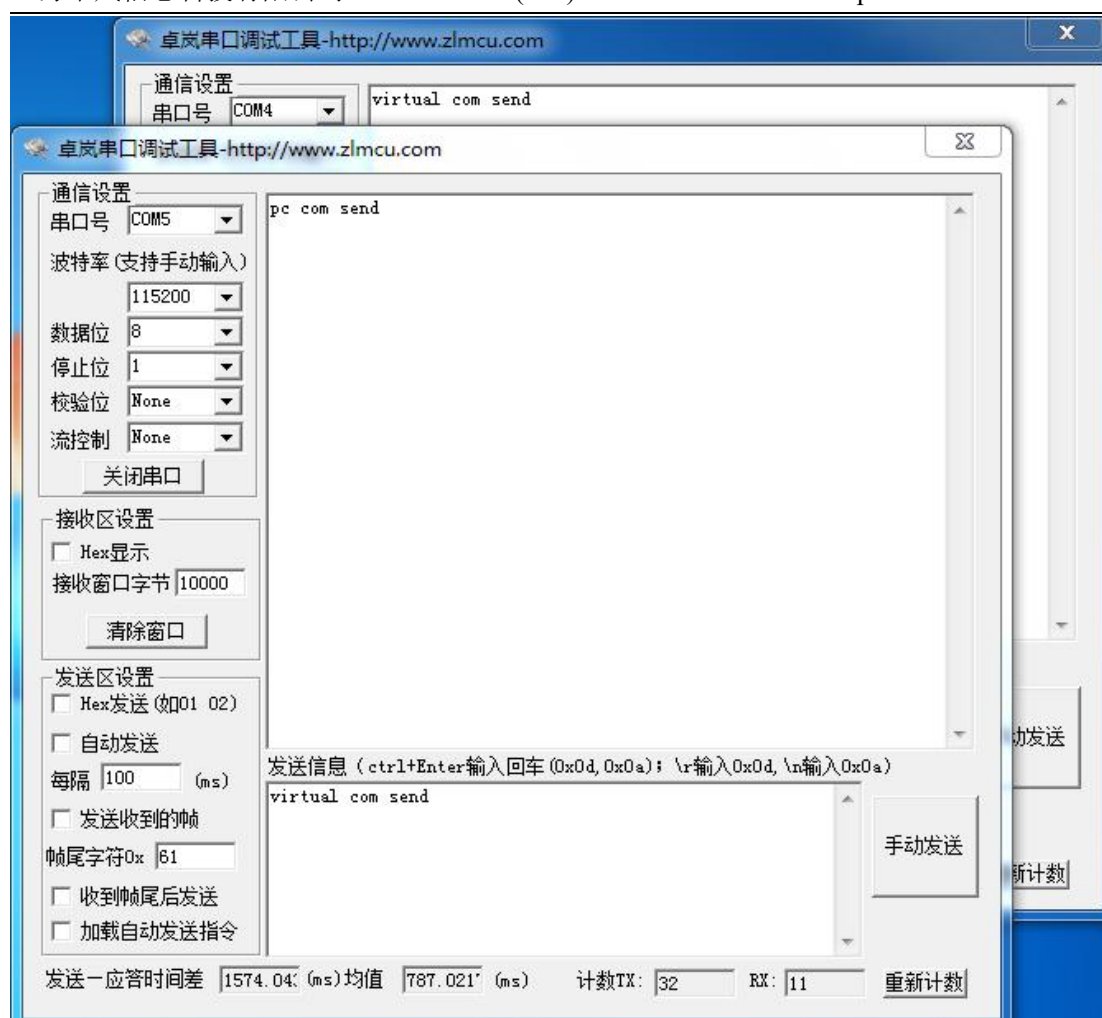 卓岚串口调试工具-http://www.zlmcu.com
x
通信设置
串口号 COM4
virtual com send
卓岚串口调试工具-http://www.zlmcu.com
通信设置
串口号 COM5
pc com send
波特率(支持手动输入)
115200
数据位 8
停止位 1
校验位 None
流控制 None
关闭串口
接收区设置
Hex显示
接收窗口字节 10000
清除窗口
发送区设置
Hex发送(如01 02)
自动发送
每隔 100 (ms)
发送收到的帧
帧尾字符0x 61
收到帧尾后发送
加载自动发送指令
发送信息(ctrl+Enter输入回车(0x0d,0x0a);\r输入0x0d,\n输入0x0a)
virtual com send
手动发送
动发送
新计数
发送一应答时间差 1574.04 (ms)均值 787.021 (ms) 计数TX: 32 RX: 11 重新计数